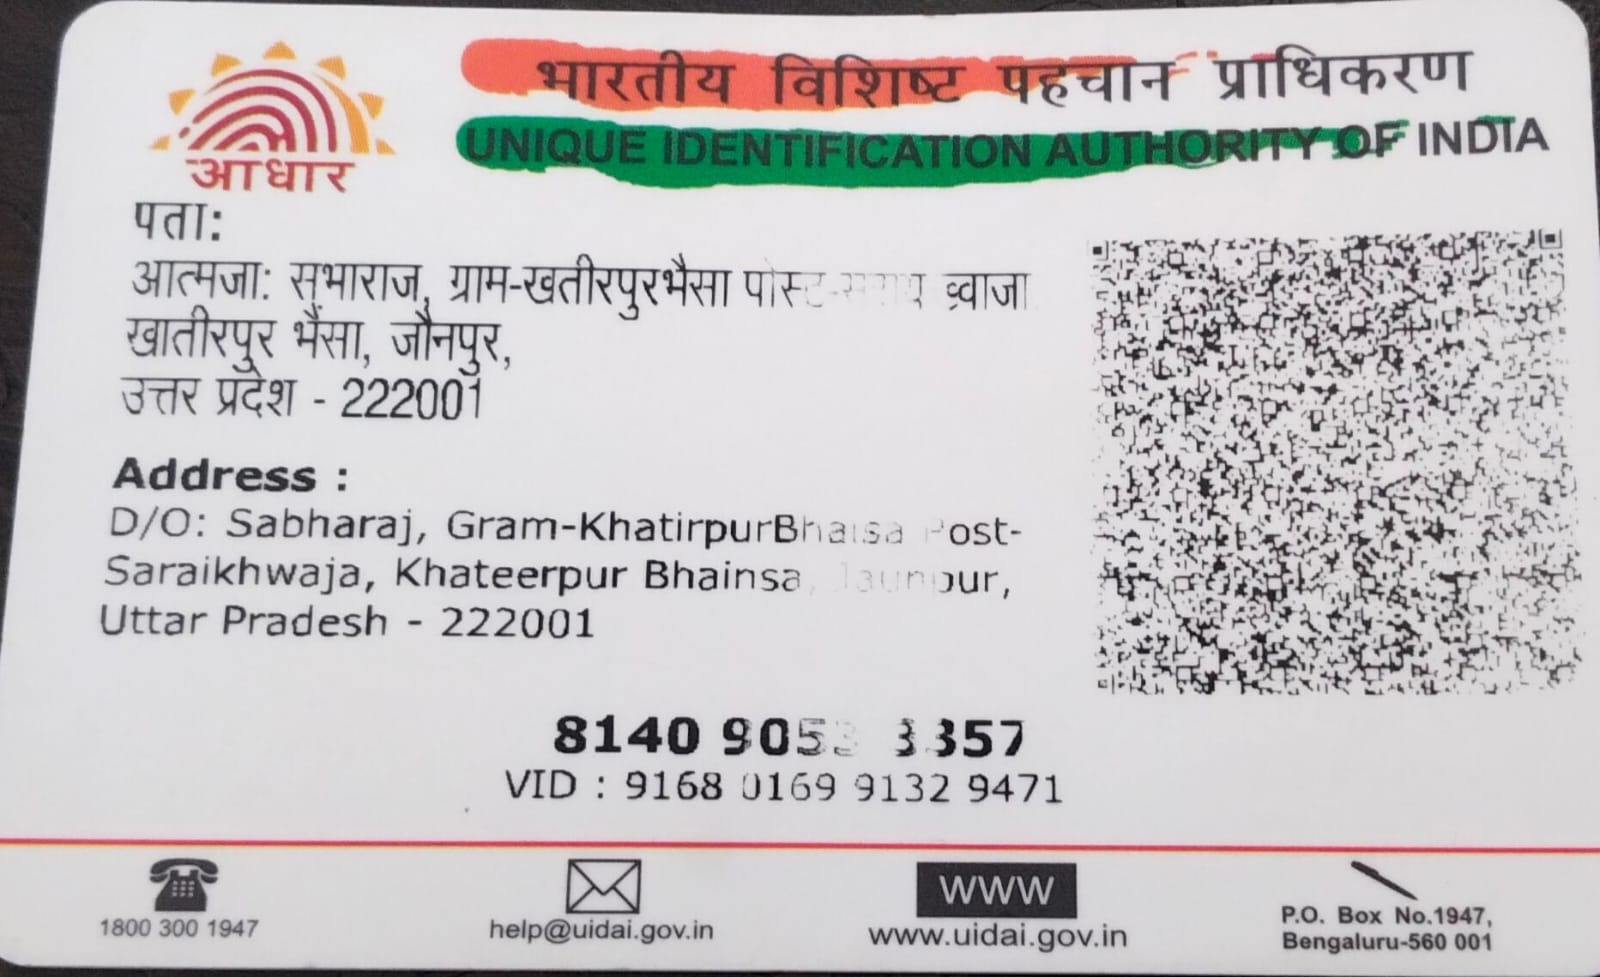 आधार
भारतीय विशिष्ट पहचान प्राधिकरण
UNIQUE IDENTIFICATION AUTHORITY OF INDIA
पता:
आत्मजा: सभाराज, ग्राम-खतीरपुरभैसा पोस्ट-
खातीरपुर भैंसा, जौनपुर,
उत्तर प्रदेश - 222001
Address :
D/O: Sabharaj, Gram-KhatirpurBhaisa Post-
Saraikhwaja, Khateerpur Bhainsa, Jaunpur,
Uttar Pradesh - 222001
8140 9053 3357
VID : 9168 0169 9132 9471
1800 300 1947
help@uidai.gov.in
www
www.uidai.gov.in
P.O. Box No.1947,
Bengaluru-560 001